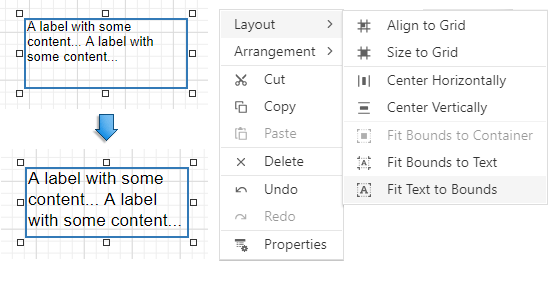 A label with some
content... A label with
some content...
A label with some
content... A label
with some content...
Layout
Arrangement
Cut
Copy
Paste
Delete
Undo
Redo
Properties
Align to Grid
Size to Grid
Center Horizontally
Center Vertically
Fit Bounds to Container
Fit Bounds to Text
Fit Text to Bounds